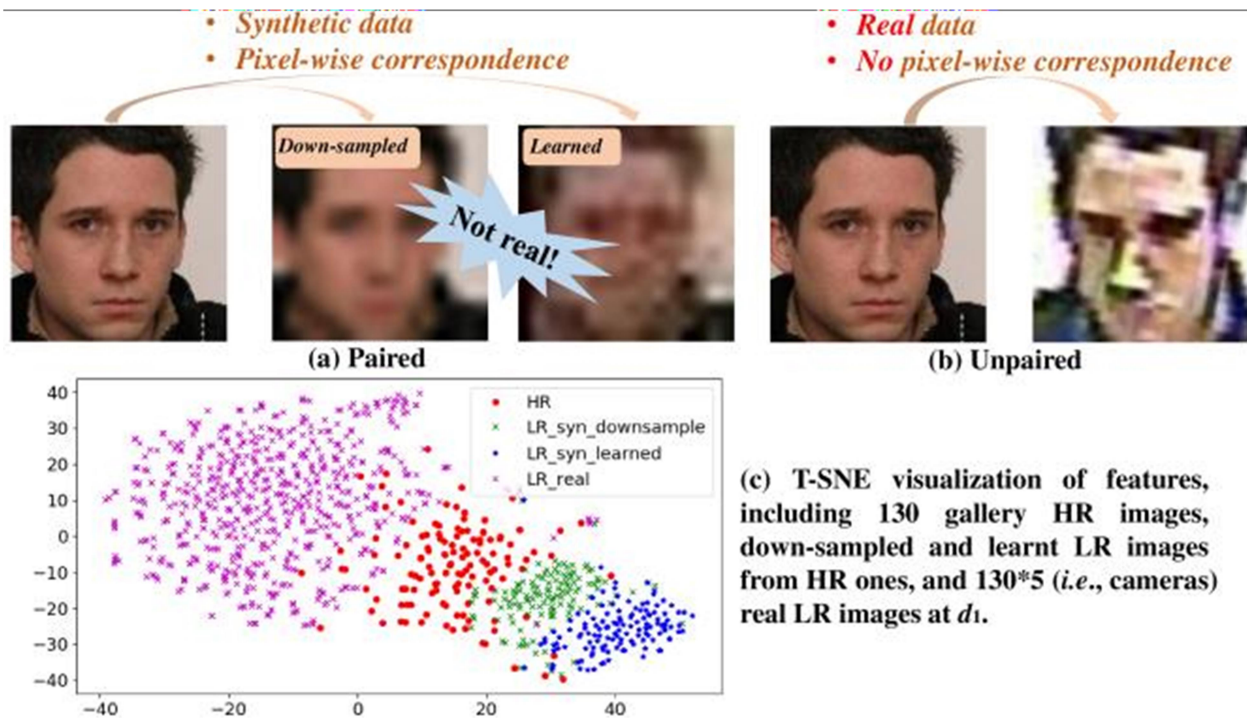 • Synthetic data
• Pixel-wise correspondence
• Real data
• No pixel-wise correspondence
Down-sampled
Learned
Not real!
(a) Paired
(b) Unpaired
40
30
20
10
0
−10
−20
−30
−40
−40
−20
0
20
40
HR
LR_syn_downsample
LR_syn_learned
LR_real
(c) T-SNE visualization of features,
including 130 gallery HR images,
down-sampled and learnt LR images
from HR ones, and 130*5 (i.e., cameras)
real LR images at d1.